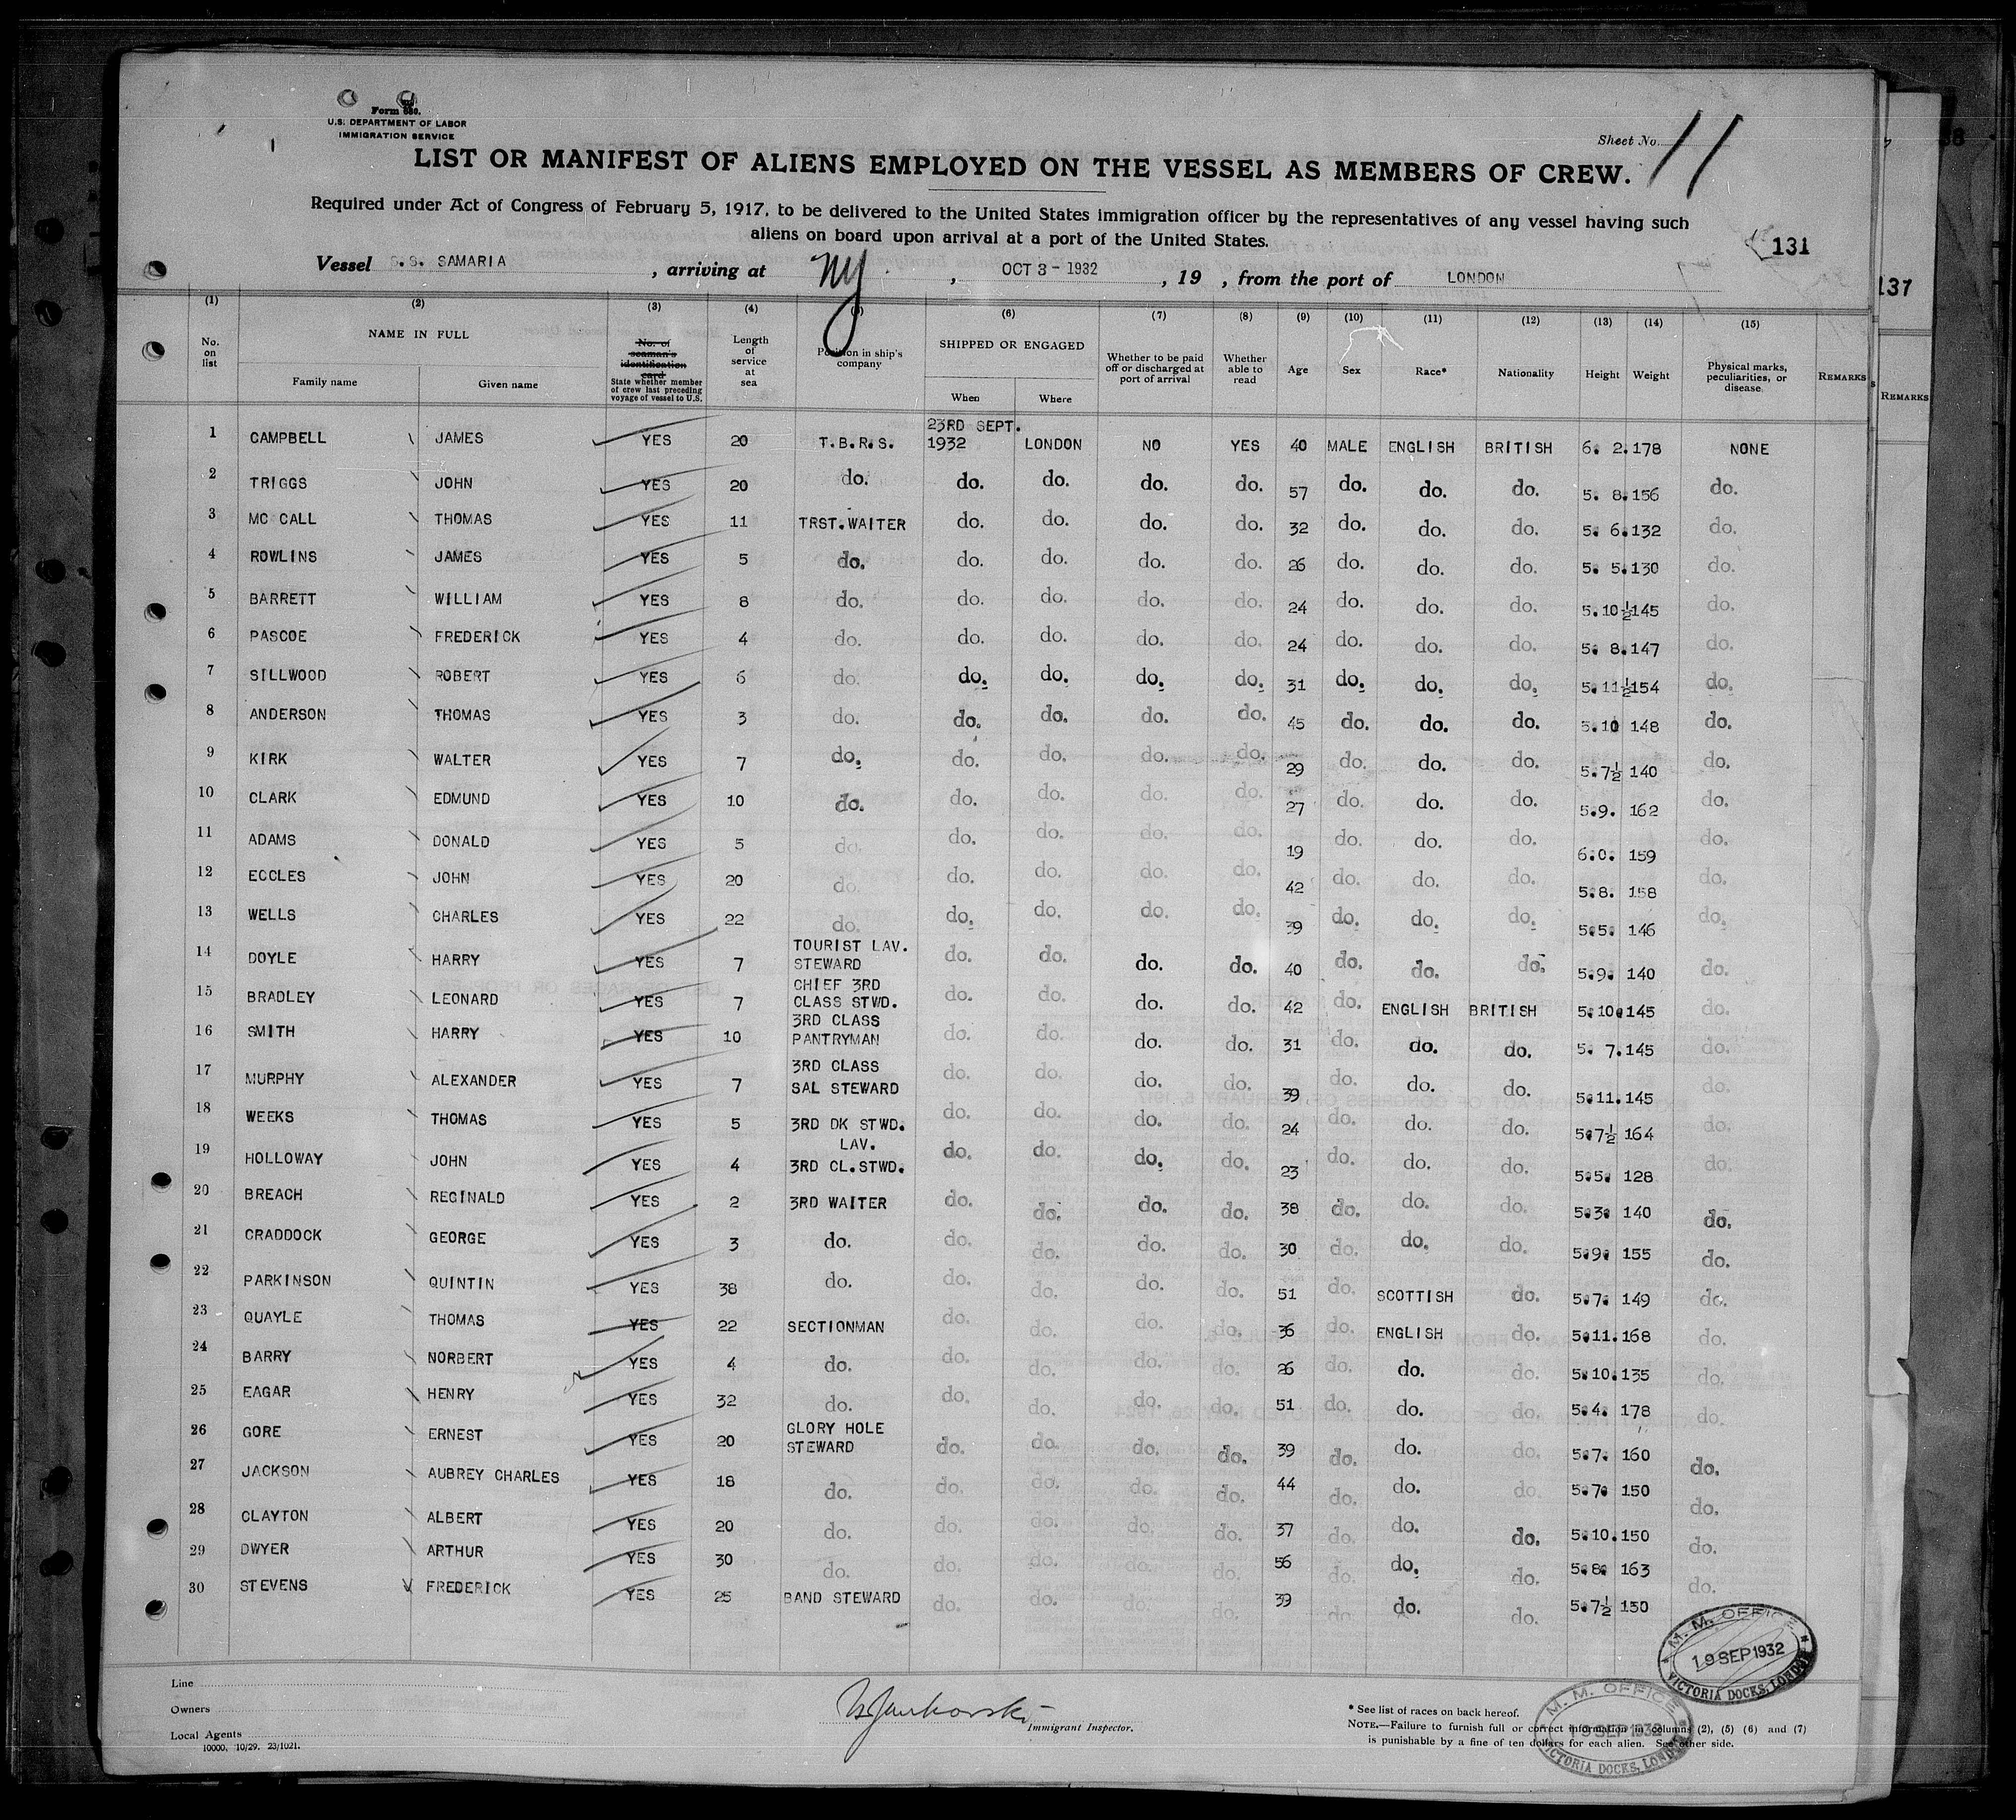 Form 680.
U.S. DEPARTMENT OF LABOR
IMMIGRATION SERVICE
Sheet No. 11
LIST OR MANIFEST OF ALIENS EMPLOYED ON THE VESSEL AS MEMBERS OF CREW.
Required under Act of Congress of February 5, 1917, to be delivered to the United States immigration officer by the representatives of any vessel having such
aliens on board upon arrival at a port of the United States.
131
Vessel S.S. SAMARIA, arriving at NY, OCT 3 - 1932, 19 , from the port of LONDON
137
(1) (2) (3) (4) (5) (6) (7) (8) (9) (10) (11) (12) (13) (14) (15)
No. on list NAME IN FULL Family name Given name No. of seaman's identification card State whether member of crew last preceding voyage of vessel to U.S. Length of service at sea Position in ship's company SHIPPED OR ENGAGED When Where Whether to be paid off or discharged at port of arrival Whether able to read Age Sex Race* Nationality Height Weight Physical marks, peculiarities, or disease REMARKS
REMARKS
1 CAMPBELL JAMES YES 20 T.B.R.S. 23RD SEPT. 1932 LONDON NO YES 40 MALE ENGLISH BRITISH 6. 2. 178 NONE
2 TRIGGS JOHN YES 20 do. do. do. do. do. 57 do. do. do. 5. 8. 156 do.
3 MC CALL THOMAS YES 11 TRST.WAITER do. do. do. do. 32 do. do. do. 5. 6. 132 do.
4 ROWLINS JAMES YES 5 do. do. do. do. do. 26 do. do. do. 5. 5. 130 do.
5 BARRETT WILLIAM YES 8 do. do. do. do. do. 24 do. do. do. 5.10½ 145 do.
6 PASCOE FREDERICK YES 4 do. do. do. do. do. 24 do. do. do. 5. 8. 147 do.
7 SILLWOOD ROBERT YES 6 do. do. do. do. do. 31 do. do. do. 5.11½ 154 do.
8 ANDERSON THOMAS YES 3 do. do. do. do. do. 45 do. do. do. 5.10 148 do.
9 KIRK WALTER YES 7 do. do. do. do. do. 29 do. do. do. 5.7½ 140 do.
10 CLARK EDMUND YES 10 do. do. do. do. do. 27 do. do. do. 5.9. 162 do.
11 ADAMS DONALD YES 5 do. do. do. do. do. 19 do. do. do. 6.0. 159 do.
12 ECCLES JOHN YES 20 do. do. do. do. do. 42 do. do. do. 5.8. 158 do.
13 WELLS CHARLES YES 22 do. do. do. do. do. 39 do. do. do. 5.5. 146 do.
14 DOYLE HARRY YES 7 TOURIST LAV. STEWARD do. do. do. do. 40 do. do. do. 5.9. 140 do.
15 BRADLEY LEONARD YES 7 CHIEF 3RD CLASS STWD. do. do. do. do. 42 do. ENGLISH BRITISH 5.10. 145 do.
16 SMITH HARRY YES 10 3RD CLASS PANTRYMAN do. do. do. do. 31 do. do. do. 5. 7. 145 do.
17 MURPHY ALEXANDER YES 7 3RD CLASS SAL STEWARD do. do. do. do. 39 do. do. do. 5.11. 145 do.
18 WEEKS THOMAS YES 5 3RD DK STWD. do. do. do. do. 24 do. do. do. 5.7½ 164 do.
19 HOLLOWAY JOHN YES 4 LAV. 3RD CL.STWD. do. do. do. do. 23 do. do. do. 5.5. 128 do.
20 BREACH REGINALD YES 2 3RD WAITER do. do. do. do. 38 do. do. do. 5.3. 140 do.
21 CRADDOCK GEORGE YES 3 do. do. do. do. do. 30 do. do. do. 5.9. 155 do.
22 PARKINSON QUINTIN YES 38 do. do. do. do. do. 51 do. SCOTTISH do. 5.7. 149 do.
23 QUAYLE THOMAS YES 22 SECTIONMAN do. do. do. do. 36 do. ENGLISH do. 5.11. 168 do.
24 BARRY NORBERT YES 4 do. do. do. do. do. 26 do. do. do. 5.10. 135 do.
25 EAGAR HENRY YES 32 do. do. do. do. do. 51 do. do. do. 5.4. 178 do.
26 GORE ERNEST YES 20 GLORY HOLE STEWARD do. do. do. do. 39 do. do. do. 5.7. 160 do.
27 JACKSON AUBREY CHARLES YES 18 do. do. do. do. do. 44 do. do. do. 5.7. 150 do.
28 CLAYTON ALBERT YES 20 do. do. do. do. do. 37 do. do. do. 5.10. 150 do.
29 DWYER ARTHUR YES 30 do. do. do. do. do. 56 do. do. do. 5.8. 163 do.
30 STEVENS FREDERICK YES 25 BAND STEWARD do. do. do. do. 39 do. do. do. 5.7½ 150
M. M. OFFICE
19 SEP 1932
VICTORIA DOCKS, LONDON
Line
Owners
Local Agents
10000, 10/29. 23/1021.
Immigrant Inspector.
* See list of races on back hereof.
NOTE.—Failure to furnish full or correct information in columns (2), (5) (6) and (7)
is punishable by a fine of ten dollars for each alien. See other side.
M. M. OFFICE
19 SEP 1932
VICTORIA DOCKS, LONDON